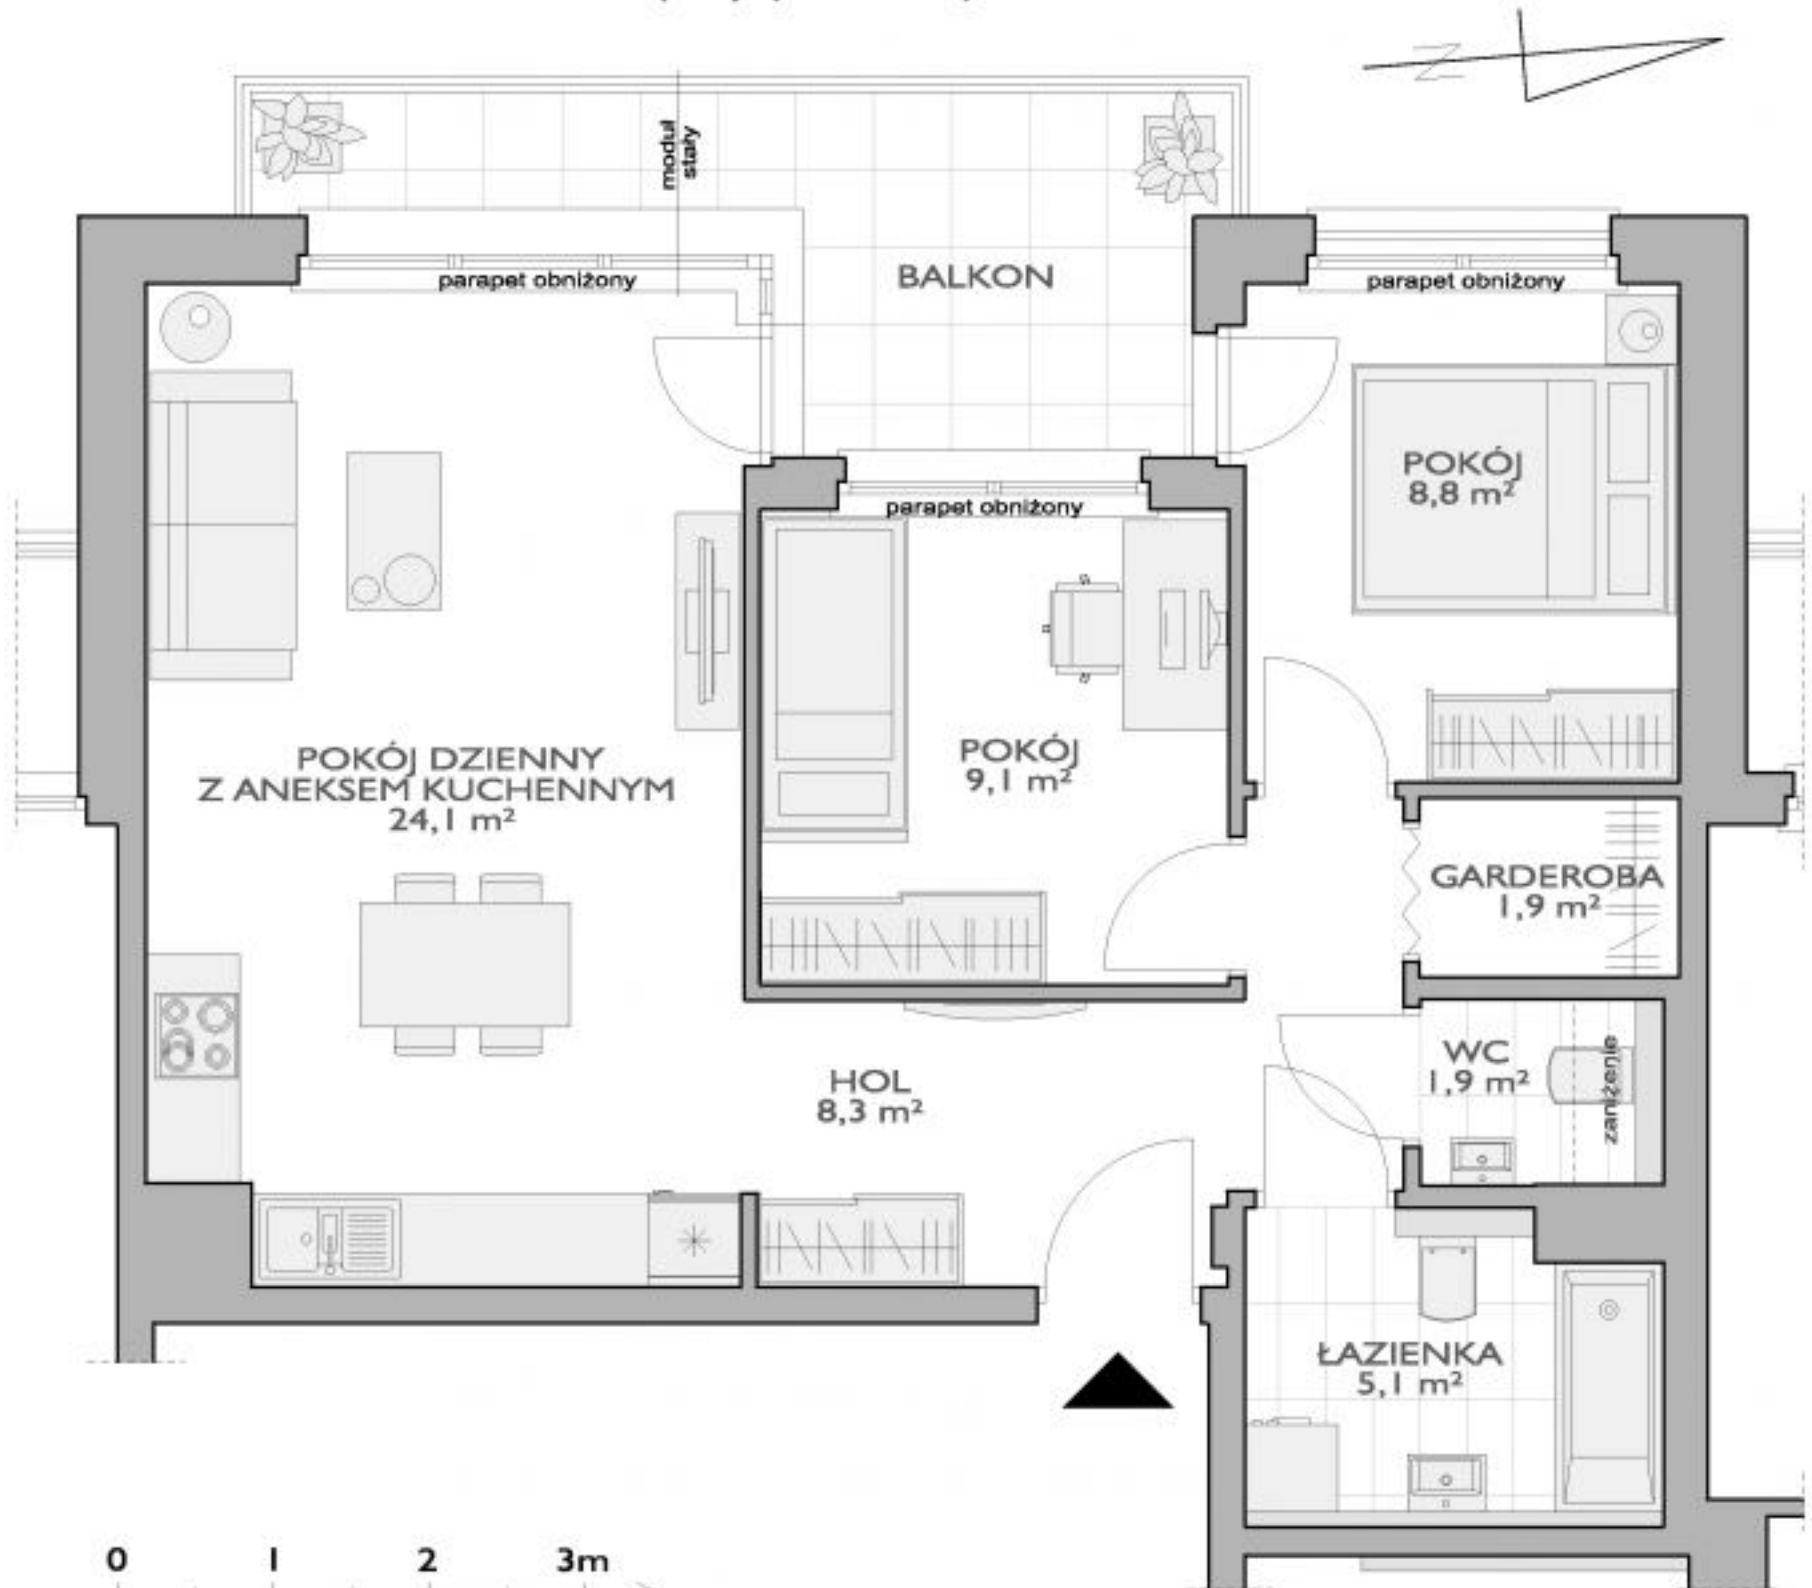 N
moduł
stały
parapet obniżony
BALKON
parapet obniżony
POKÓJ
8,8 m²
parapet obniżony
POKÓJ DZIENNY
Z ANEKSEM KUCHENNYM
24,1 m²
POKÓJ
9,1 m²
GARDEROBA
1,9 m²
HOL
8,3 m²
WC
1,9 m²
zaniżenie
ŁAZIENKA
5,1 m²
0 1 2 3m